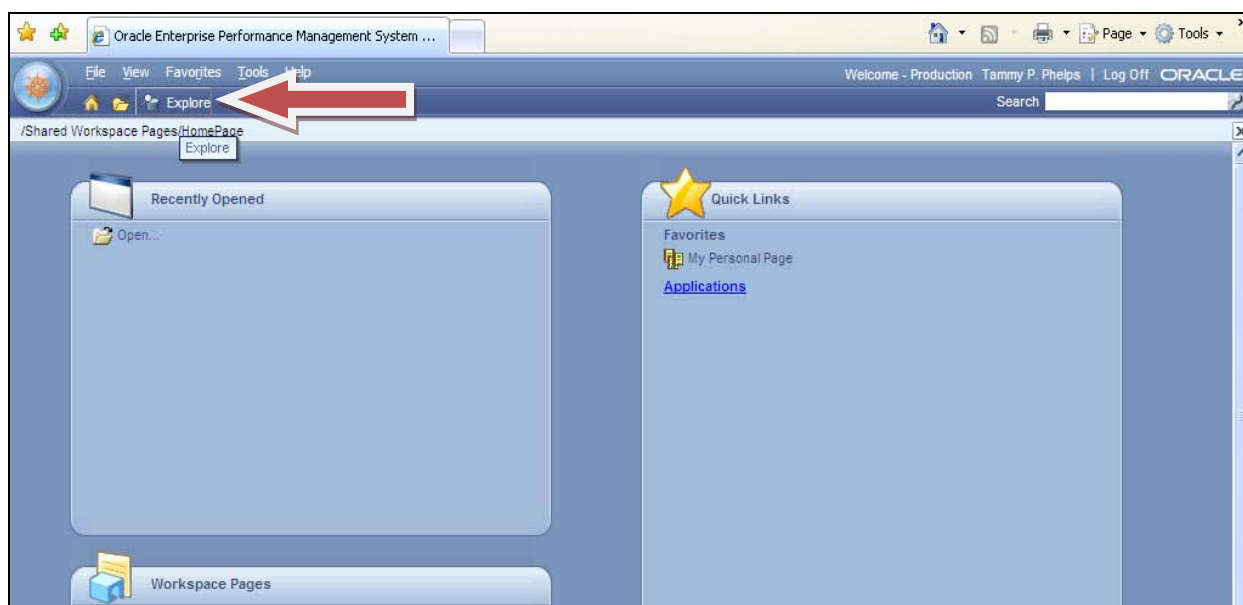 Oracle Enterprise Performance Management System ...
Page
Tools
File View Favorites Tools Help
Welcome - Production Tammy P. Phelps | Log Off ORACLE
Explore
Search
/Shared Workspace Pages/HomePage
Explore
Recently Opened
Quick Links
Open...
Favorites
My Personal Page
Applications
Workspace Pages